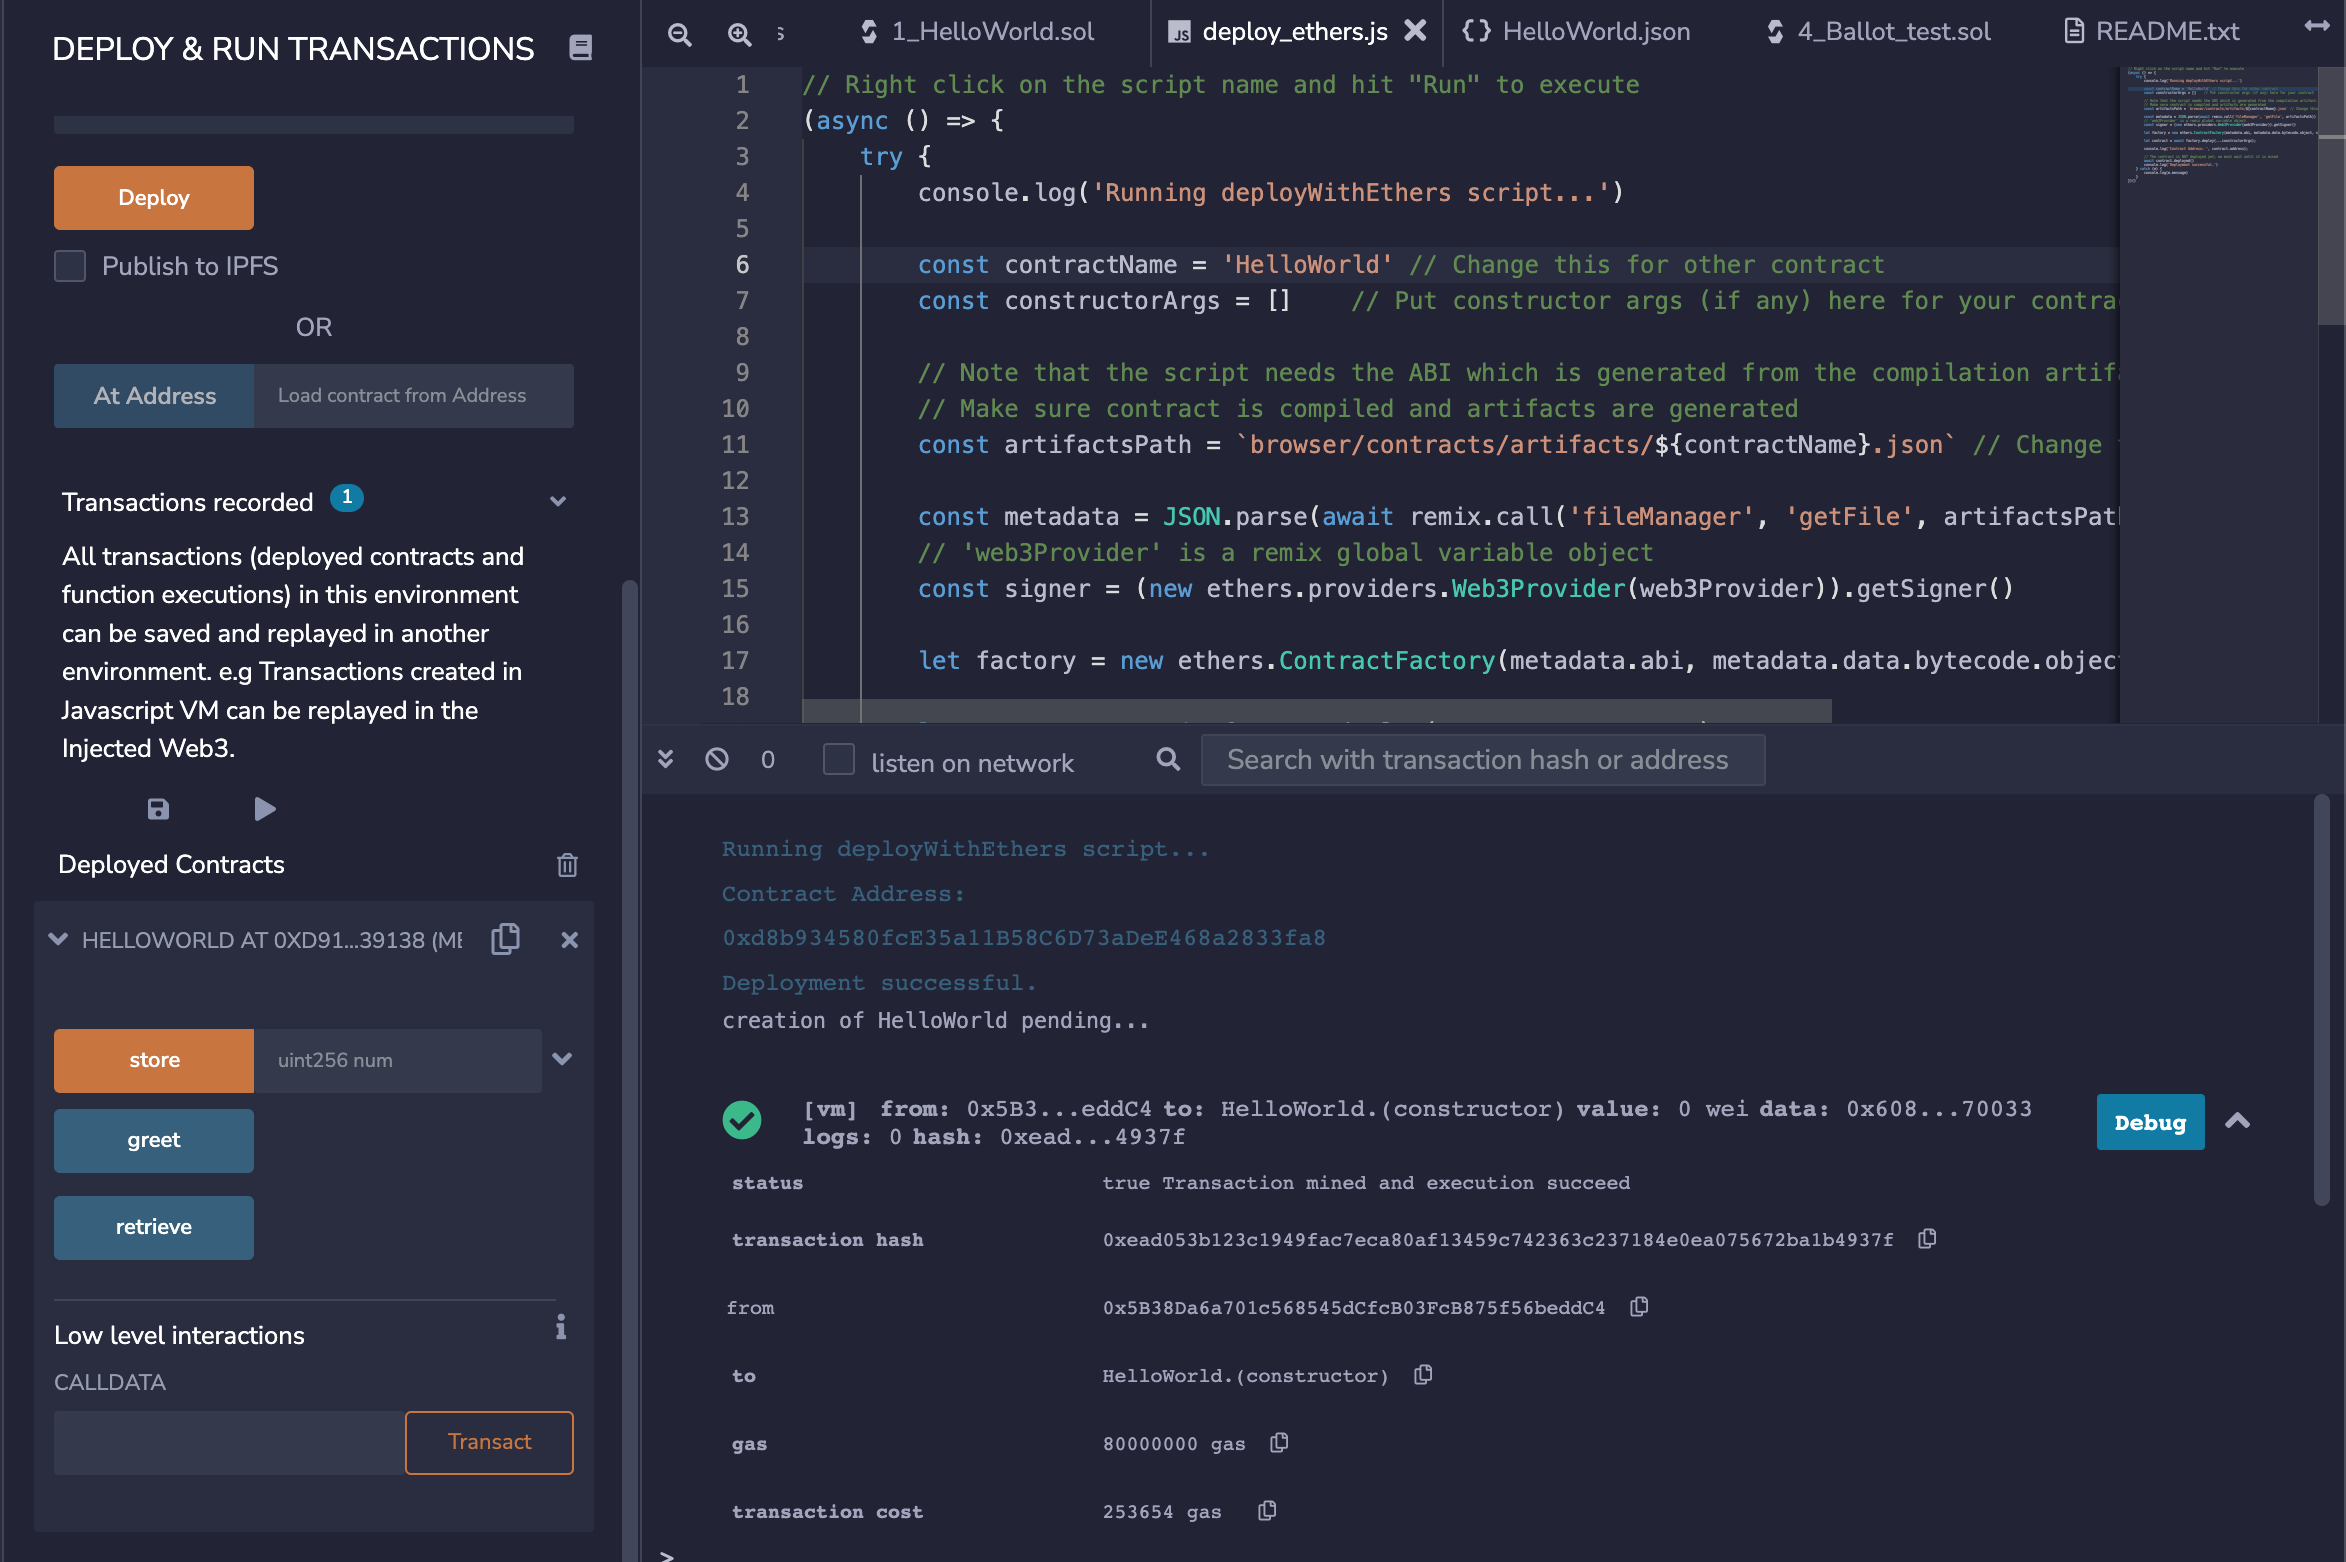 DEPLOY & RUN TRANSACTIONS
Deploy
Publish to IPFS
OR
At Address
Load contract from Address
Transactions recorded 1
All transactions (deployed contracts and
function executions) in this environment
can be saved and replayed in another
environment. e.g Transactions created in
Javascript VM can be replayed in the
Injected Web3.
Deployed Contracts
HELLOWORLD AT 0XD91...39138 (ME
store
uint256 num
greet
retrieve
Low level interactions
i
CALLDATA
Transact
s
1_HelloWorld.sol
JS deploy_ethers.js
{} HelloWorld.json
4_Ballot_test.sol
README.txt
1 // Right click on the script name and hit "Run" to execute
2 (async () => {
3 try {
4 console.log('Running deployWithEthers script...')
5
6 const contractName = 'HelloWorld' // Change this for other contract
7 const constructorArgs = [] // Put constructor args (if any) here for your contra
8
9 // Note that the script needs the ABI which is generated from the compilation artif
10 // Make sure contract is compiled and artifacts are generated
11 const artifactsPath = `browser/contracts/artifacts/${contractName}.json` // Change
12
13 const metadata = JSON.parse(await remix.call('fileManager', 'getFile', artifactsPath
14 // 'web3Provider' is a remix global variable object
15 const signer = (new ethers.providers.Web3Provider(web3Provider)).getSigner()
16
17 let factory = new ethers.ContractFactory(metadata.abi, metadata.data.bytecode.object
18
0
listen on network
Search with transaction hash or address
Running deployWithEthers script...
Contract Address:
0xd8b934580fcE35a11B58C6D73aDeE468a2833fa8
Deployment successful.
creation of HelloWorld pending...
[vm] from: 0x5B3...eddC4 to: HelloWorld.(constructor) value: 0 wei data: 0x608...70033
logs: 0 hash: 0xead...4937f
Debug
status true Transaction mined and execution succeed
transaction hash 0xead053b123c1949fac7eca80af13459c742363c237184e0ea075672ba1b4937f
from 0x5B38Da6a701c568545dCfcB03FcB875f56beddC4
to HelloWorld.(constructor)
gas 80000000 gas
transaction cost 253654 gas
>